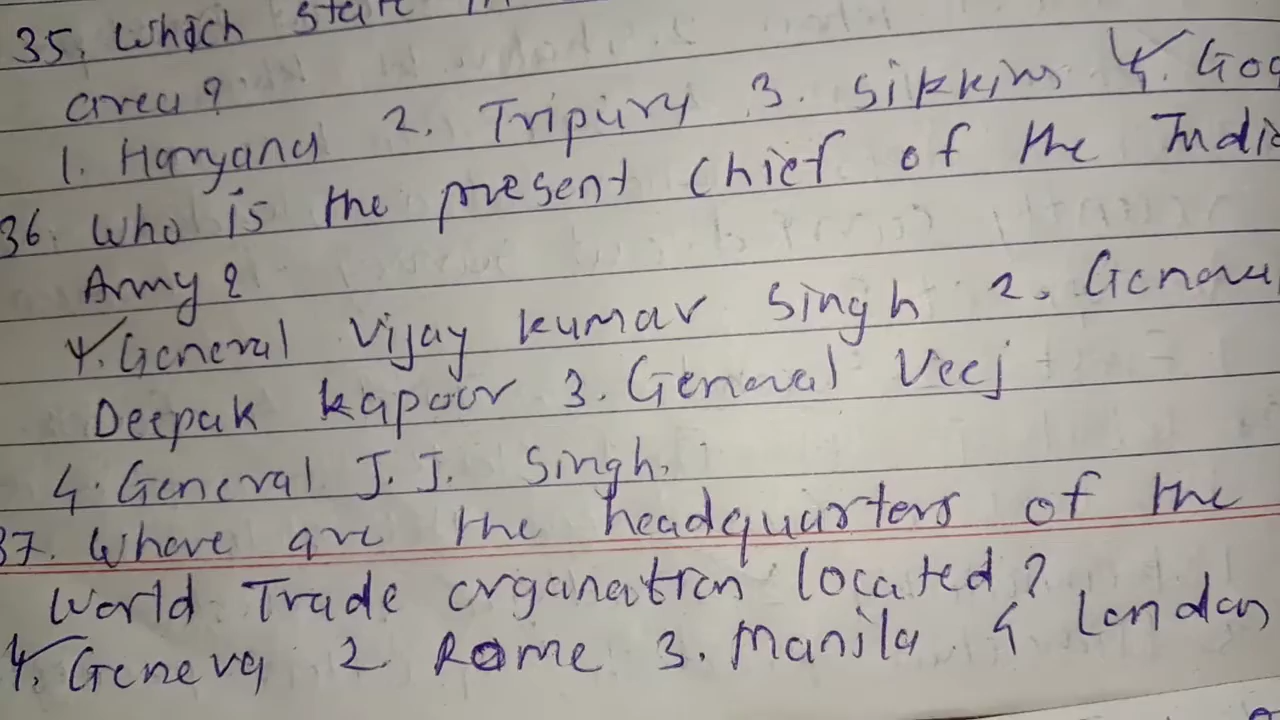 35. Which state
area?
1. Haryana 2. Tripura 3. Sikkim 4. Goa
36. Who is the present chief of the India
Army?
1. General Vijay kumar Singh 2. General
Deepak kapoor 3. General Veej
4. General J. J. Singh.
37. Where are the headquarters of the
World Trade organation located?
1. Geneva 2 Rome 3. Manila 4 London